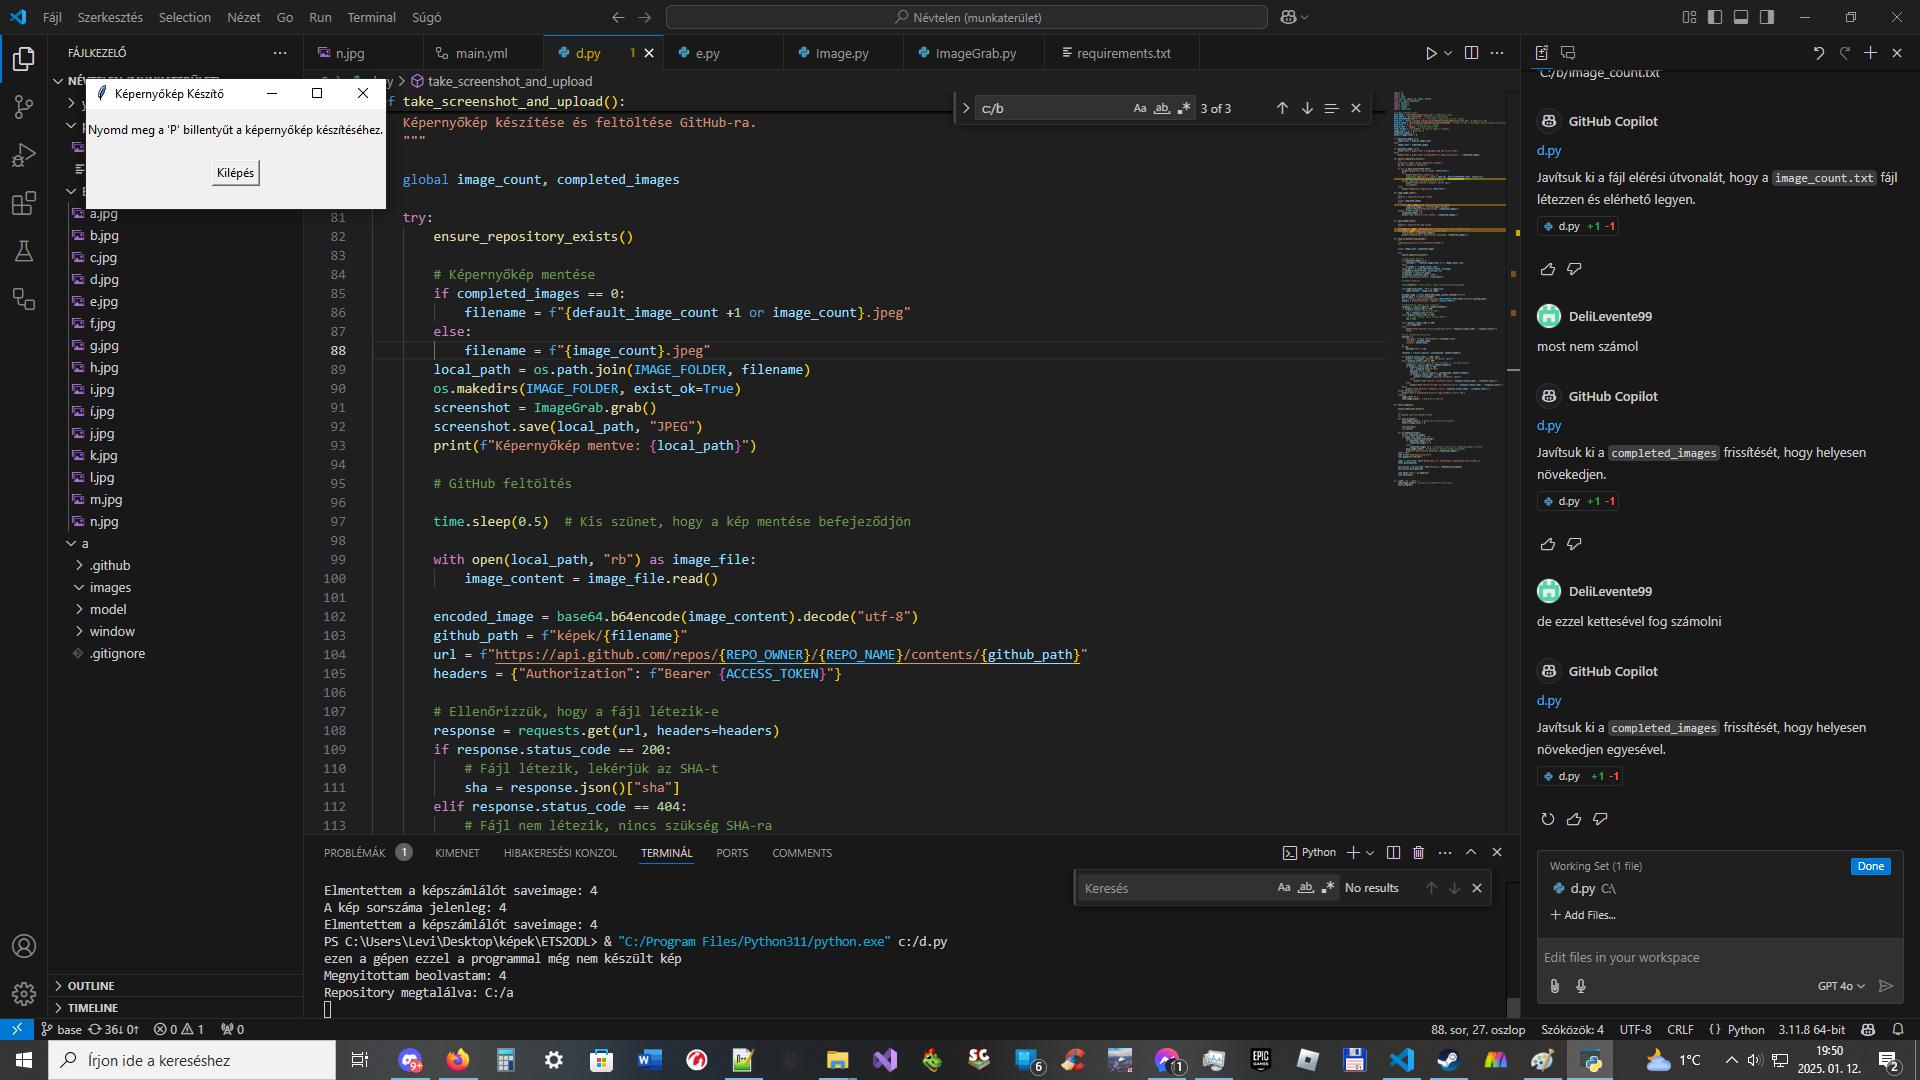 Fájl Szerkesztés Selection Nézet Go Run Terminal Súgó
Névtelen (munkaterület)
FÁJLKEZELŐ
n.jpg
main.yml
d.py 1
e.py
Image.py
ImageGrab.py
requirements.txt
take_screenshot_and_upload
Képernyőkép Készítő
Nyomd meg a 'P' billentyűt a képernyőkép készítéséhez.
Kilépés
a.jpg
b.jpg
c.jpg
d.jpg
e.jpg
f.jpg
g.jpg
h.jpg
i.jpg
í.jpg
j.jpg
k.jpg
l.jpg
m.jpg
n.jpg
a
.github
images
model
window
.gitignore
OUTLINE
TIMELINE
c:/b
Aa ab
3 of 3
f take_screenshot_and_upload():
Képernyőkép készítése és feltöltése GitHub-ra.
"""
global image_count, completed_images
81 try:
82 ensure_repository_exists()
83
84 # Képernyőkép mentése
85 if completed_images == 0:
86 filename = f"{default_image_count +1 or image_count}.jpeg"
87 else:
88 filename = f"{image_count}.jpeg"
89 local_path = os.path.join(IMAGE_FOLDER, filename)
90 os.makedirs(IMAGE_FOLDER, exist_ok=True)
91 screenshot = ImageGrab.grab()
92 screenshot.save(local_path, "JPEG")
93 print(f"Képernyőkép mentve: {local_path}")
94
95 # GitHub feltöltés
96
97 time.sleep(0.5) # Kis szünet, hogy a kép mentése befejeződjön
98
99 with open(local_path, "rb") as image_file:
100 image_content = image_file.read()
101
102 encoded_image = base64.b64encode(image_content).decode("utf-8")
103 github_path = f"képek/{filename}"
104 url = f"https://api.github.com/repos/{REPO_OWNER}/{REPO_NAME}/contents/{github_path}"
105 headers = {"Authorization": f"Bearer {ACCESS_TOKEN}"}
106
107 # Ellenőrizzük, hogy a fájl létezik-e
108 response = requests.get(url, headers=headers)
109 if response.status_code == 200:
110 # Fájl létezik, lekérjük az SHA-t
111 sha = response.json()["sha"]
112 elif response.status_code == 404:
113 # Fájl nem létezik, nincs szükség SHA-ra
PROBLÉMÁK 1 KIMENET HIBAKERESÉSI KONZOL TERMINÁL PORTS COMMENTS
Python
Keresés
Aa ab
No results
Elmentettem a képszámlálót saveimage: 4
A kép sorszáma jelenleg: 4
Elmentettem a képszámlálót saveimage: 4
PS C:\Users\Levi\Desktop\képek\ETS2ODL> & "C:/Program Files/Python311/python.exe" c:/d.py
ezen a gépen ezzel a programmal még nem készült kép
Megnyitottam beolvastam: 4
Repository megtalálva: C:/a
C:/b/image_count.txt
GitHub Copilot
d.py
Javítsuk ki a fájl elérési útvonalát, hogy a image_count.txt fájl
létezzen és elérhető legyen.
d.py +1 -1
DeliLevente99
most nem számol
GitHub Copilot
d.py
Javítsuk ki a completed_images frissítését, hogy helyesen
növekedjen.
d.py +1 -1
DeliLevente99
de ezzel kettesével fog számolni
GitHub Copilot
d.py
Javítsuk ki a completed_images frissítését, hogy helyesen
növekedjen egyesével.
d.py +1 -1
Working Set (1 file)
Done
d.py C:\
+ Add Files...
Edit files in your workspace
GPT 4o
base 36↓ 0↑ 0 1 0
88. sor, 27. oszlop Szóközök: 4 UTF-8 CRLF {} Python 3.11.8 64-bit
Írjon ide a kereséshez
9+
SC
6
EPIC
GAMES
1
1°C
19:50
2025. 01. 12.
2